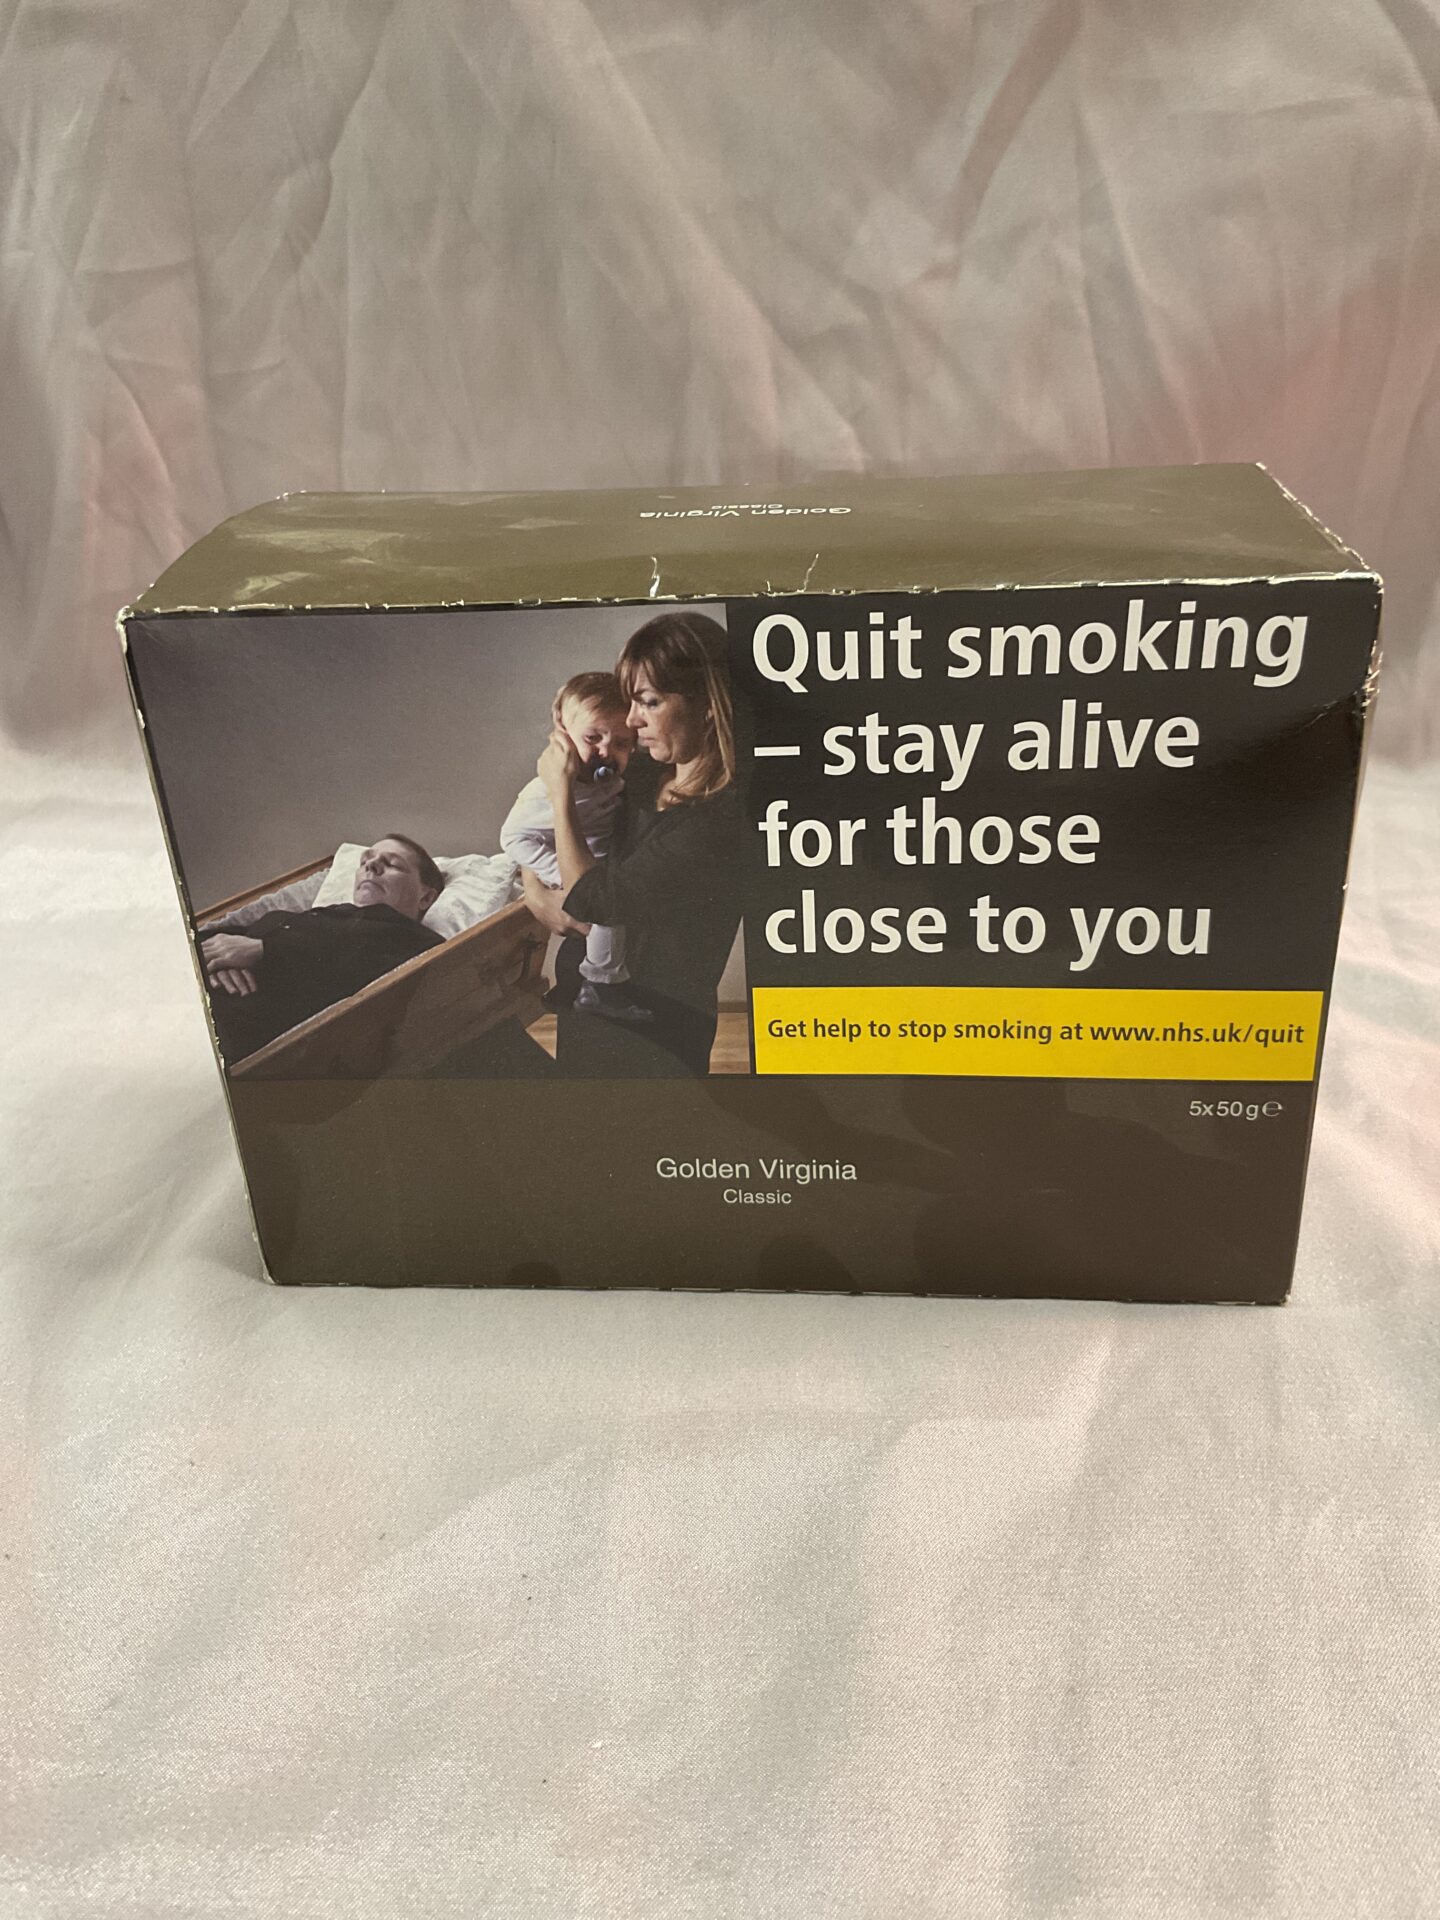 Golden Virginia
Classic
Quit smoking
– stay alive
for those
close to you
Get help to stop smoking at www.nhs.uk/quit
5x50g℮
Golden Virginia
Classic